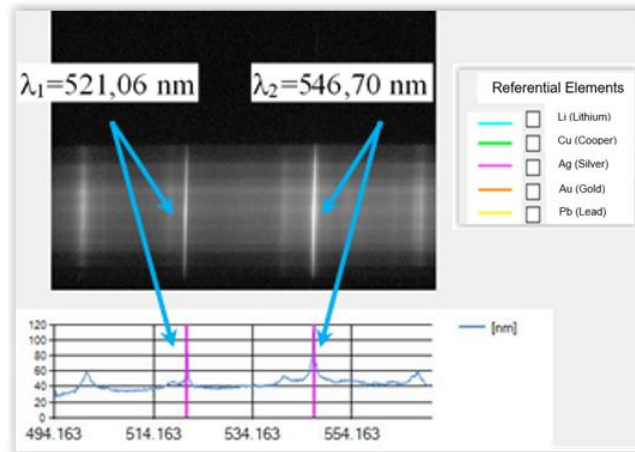 λ₁=521,06 nm
λ₂=546,70 nm
Referential Elements
Li (Lithium)
Cu (Cooper)
Ag (Silver)
Au (Gold)
Pb (Lead)
120
100
80
60
40
20
0
494.163 514.163 534.163 554.163
[nm]